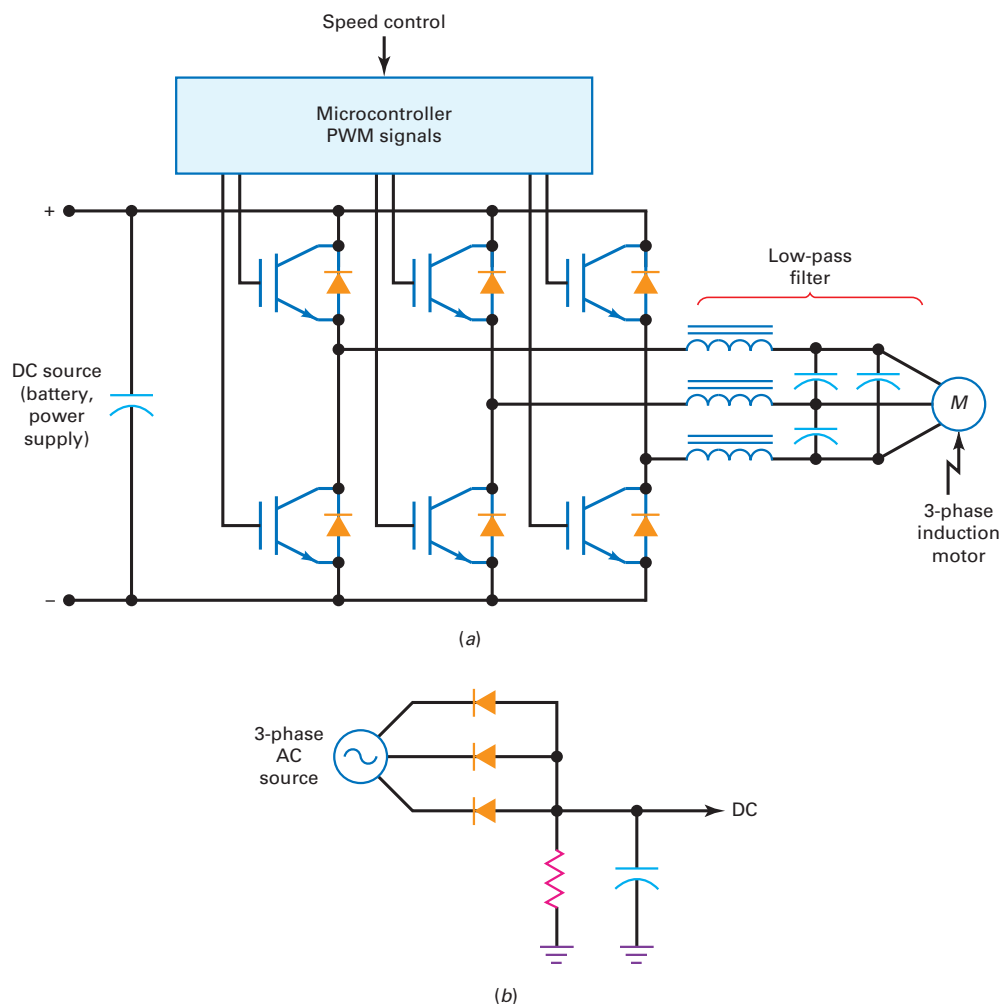 Speed control
Microcontroller
PWM signals
+
Low-pass
filter
DC source
(battery,
power
supply)
M
3-phase
induction
motor
–
(a)
3-phase
AC
source
DC
(b)